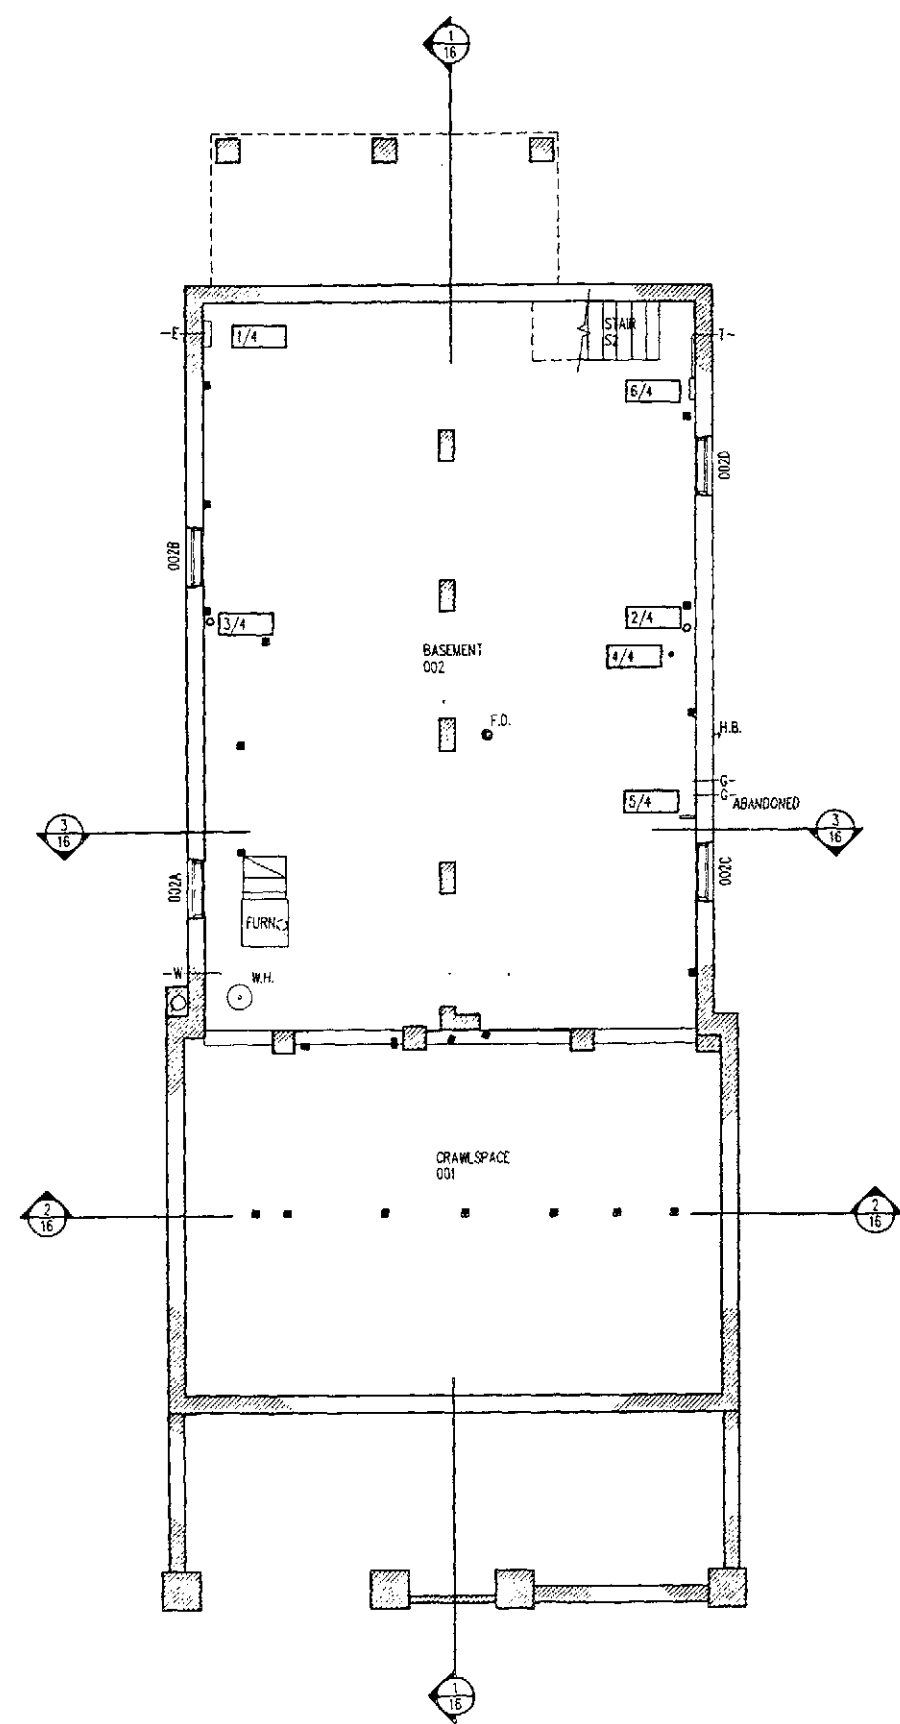 1
16
-E-
1/4
STAIR
S2
-T-
6/4
002D
002B
3/4
2/4
BASEMENT
002
4/4
F.D.
H.B.
-G-
-G-
ABANDONED
5/4
3
16
3
16
002A
002C
FURN.
-W-
W.H.
CRAWLSPACE
001
2
16
2
16
1
16